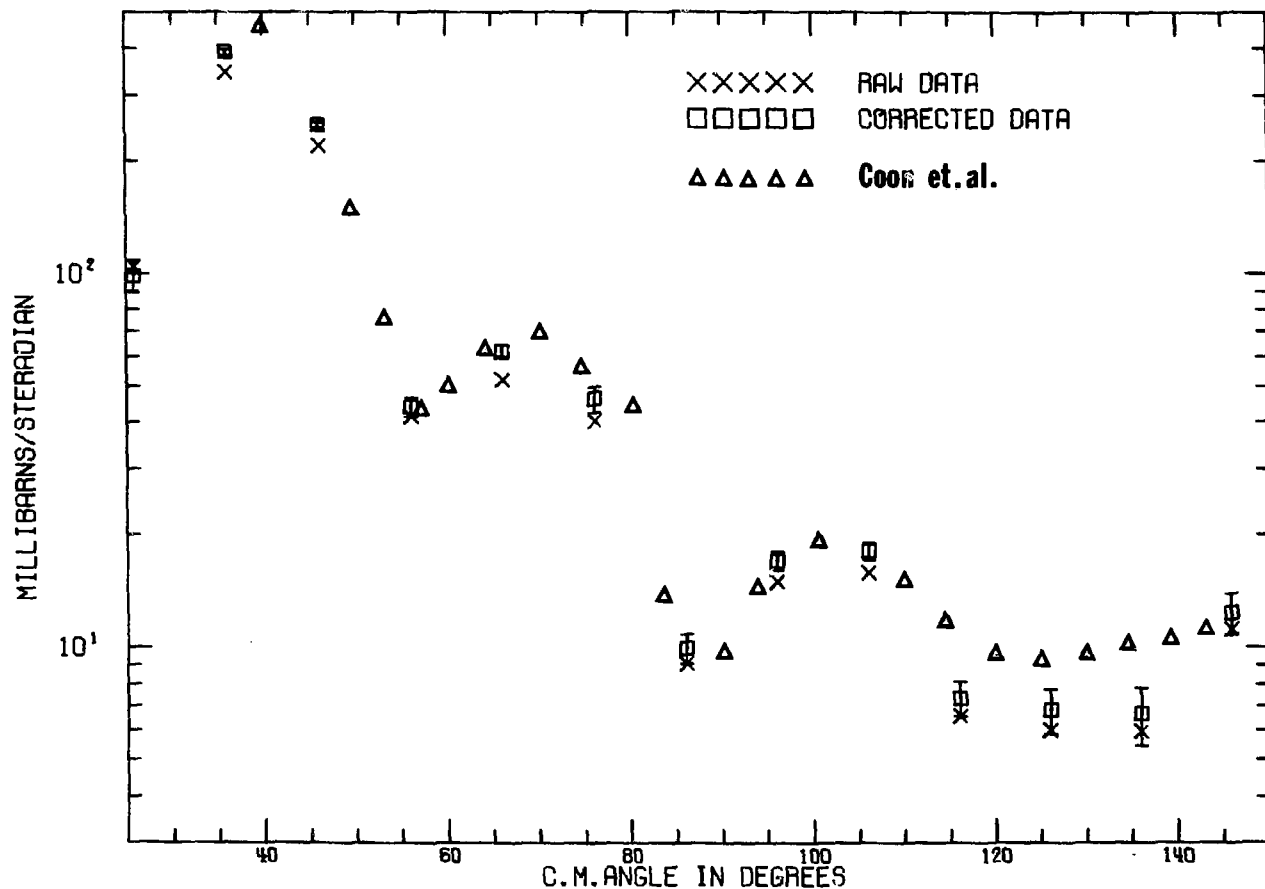 RAW DATA
CORRECTED DATA
Coon et.al.
MILLIBARNS/STERADIAN
10²
10¹
40 60 80 100 120 140
C.M.ANGLE IN DEGREES